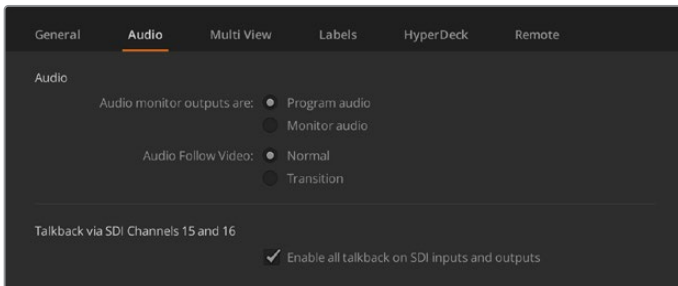 General Audio Multi View Labels HyperDeck Remote
Audio
Audio monitor outputs are: Program audio
Monitor audio
Audio Follow Video: Normal
Transition
Talkback via SDI Channels 15 and 16
Enable all talkback on SDI inputs and outputs